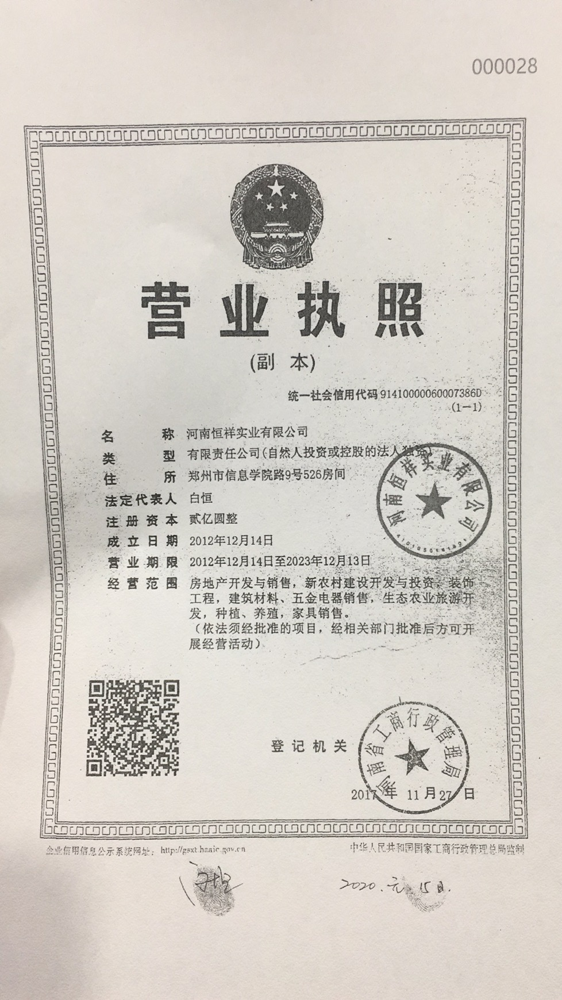 000028
营业执照
(副 本)
统一社会信用代码 91410000060007386D
(1-1)
名 称 河南恒祥实业有限公司
类 型 有限责任公司(自然人投资或控股的法人独资)
住 所 郑州市信息学院路9号526房间
法定代表人 白恒
注册资本 贰亿圆整
成立日期 2012年12月14日
营业期限 2012年12月14日至2023年12月13日
经营范围 房地产开发与销售，新农村建设开发与投资，装饰
工程，建筑材料、五金电器销售，生态农业旅游开
发，种植、养殖，家具销售。
（依法须经批准的项目，经相关部门批准后方可开
展经营活动）
河南恒祥实业有限公司
登记机关
河南省工商行政管理局
2017 年 11 月 27 日
企业信用信息公示系统网址： http://gsxt.haaic.gov.cn
中华人民共和国国家工商行政管理总局监制
2020.元.15日.